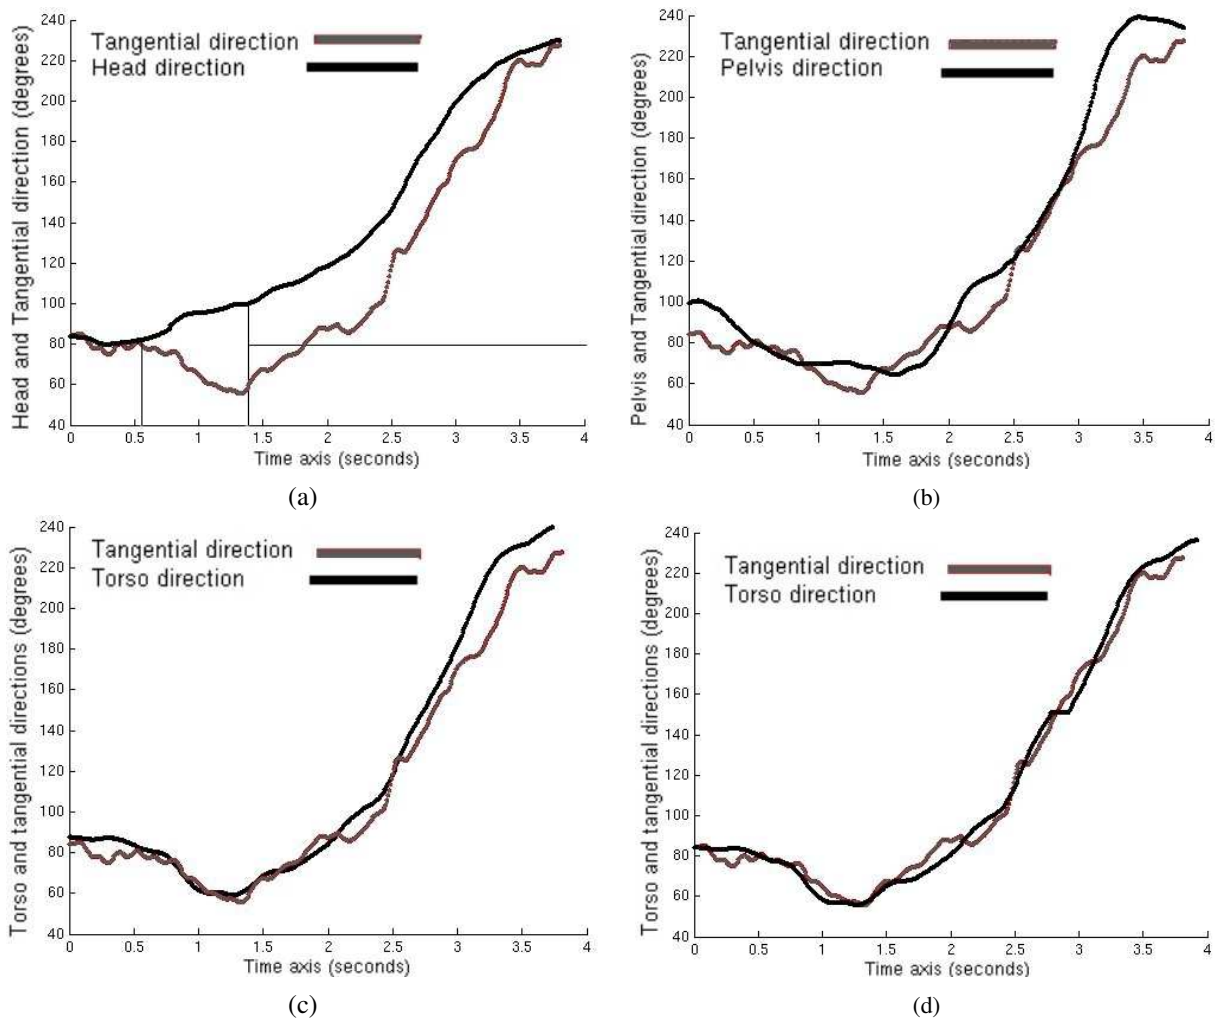 Head and Tangential direction (degrees)
240
220
200
180
160
140
120
100
80
60
40
Tangential direction
Head direction
0 0.5 1 1.5 2 2.5 3 3.5 4
Time axis (seconds)
(a)
Pelvis and Tangential direction (degrees)
240
220
200
180
160
140
120
100
80
60
40
Tangential direction
Pelvis direction
0 0.5 1 1.5 2 2.5 3 3.5 4
Time axis (seconds)
(b)
Torso and tangential directions (degrees)
240
220
200
180
160
140
120
100
80
60
40
Tangential direction
Torso direction
0 0.5 1 1.5 2 2.5 3 3.5 4
Time axis (seconds)
(c)
Torso and tangential directions (degrees)
240
220
200
180
160
140
120
100
80
60
40
Tangential direction
Torso direction
0 0.5 1 1.5 2 2.5 3 3.5 4
Time axis (seconds)
(d)